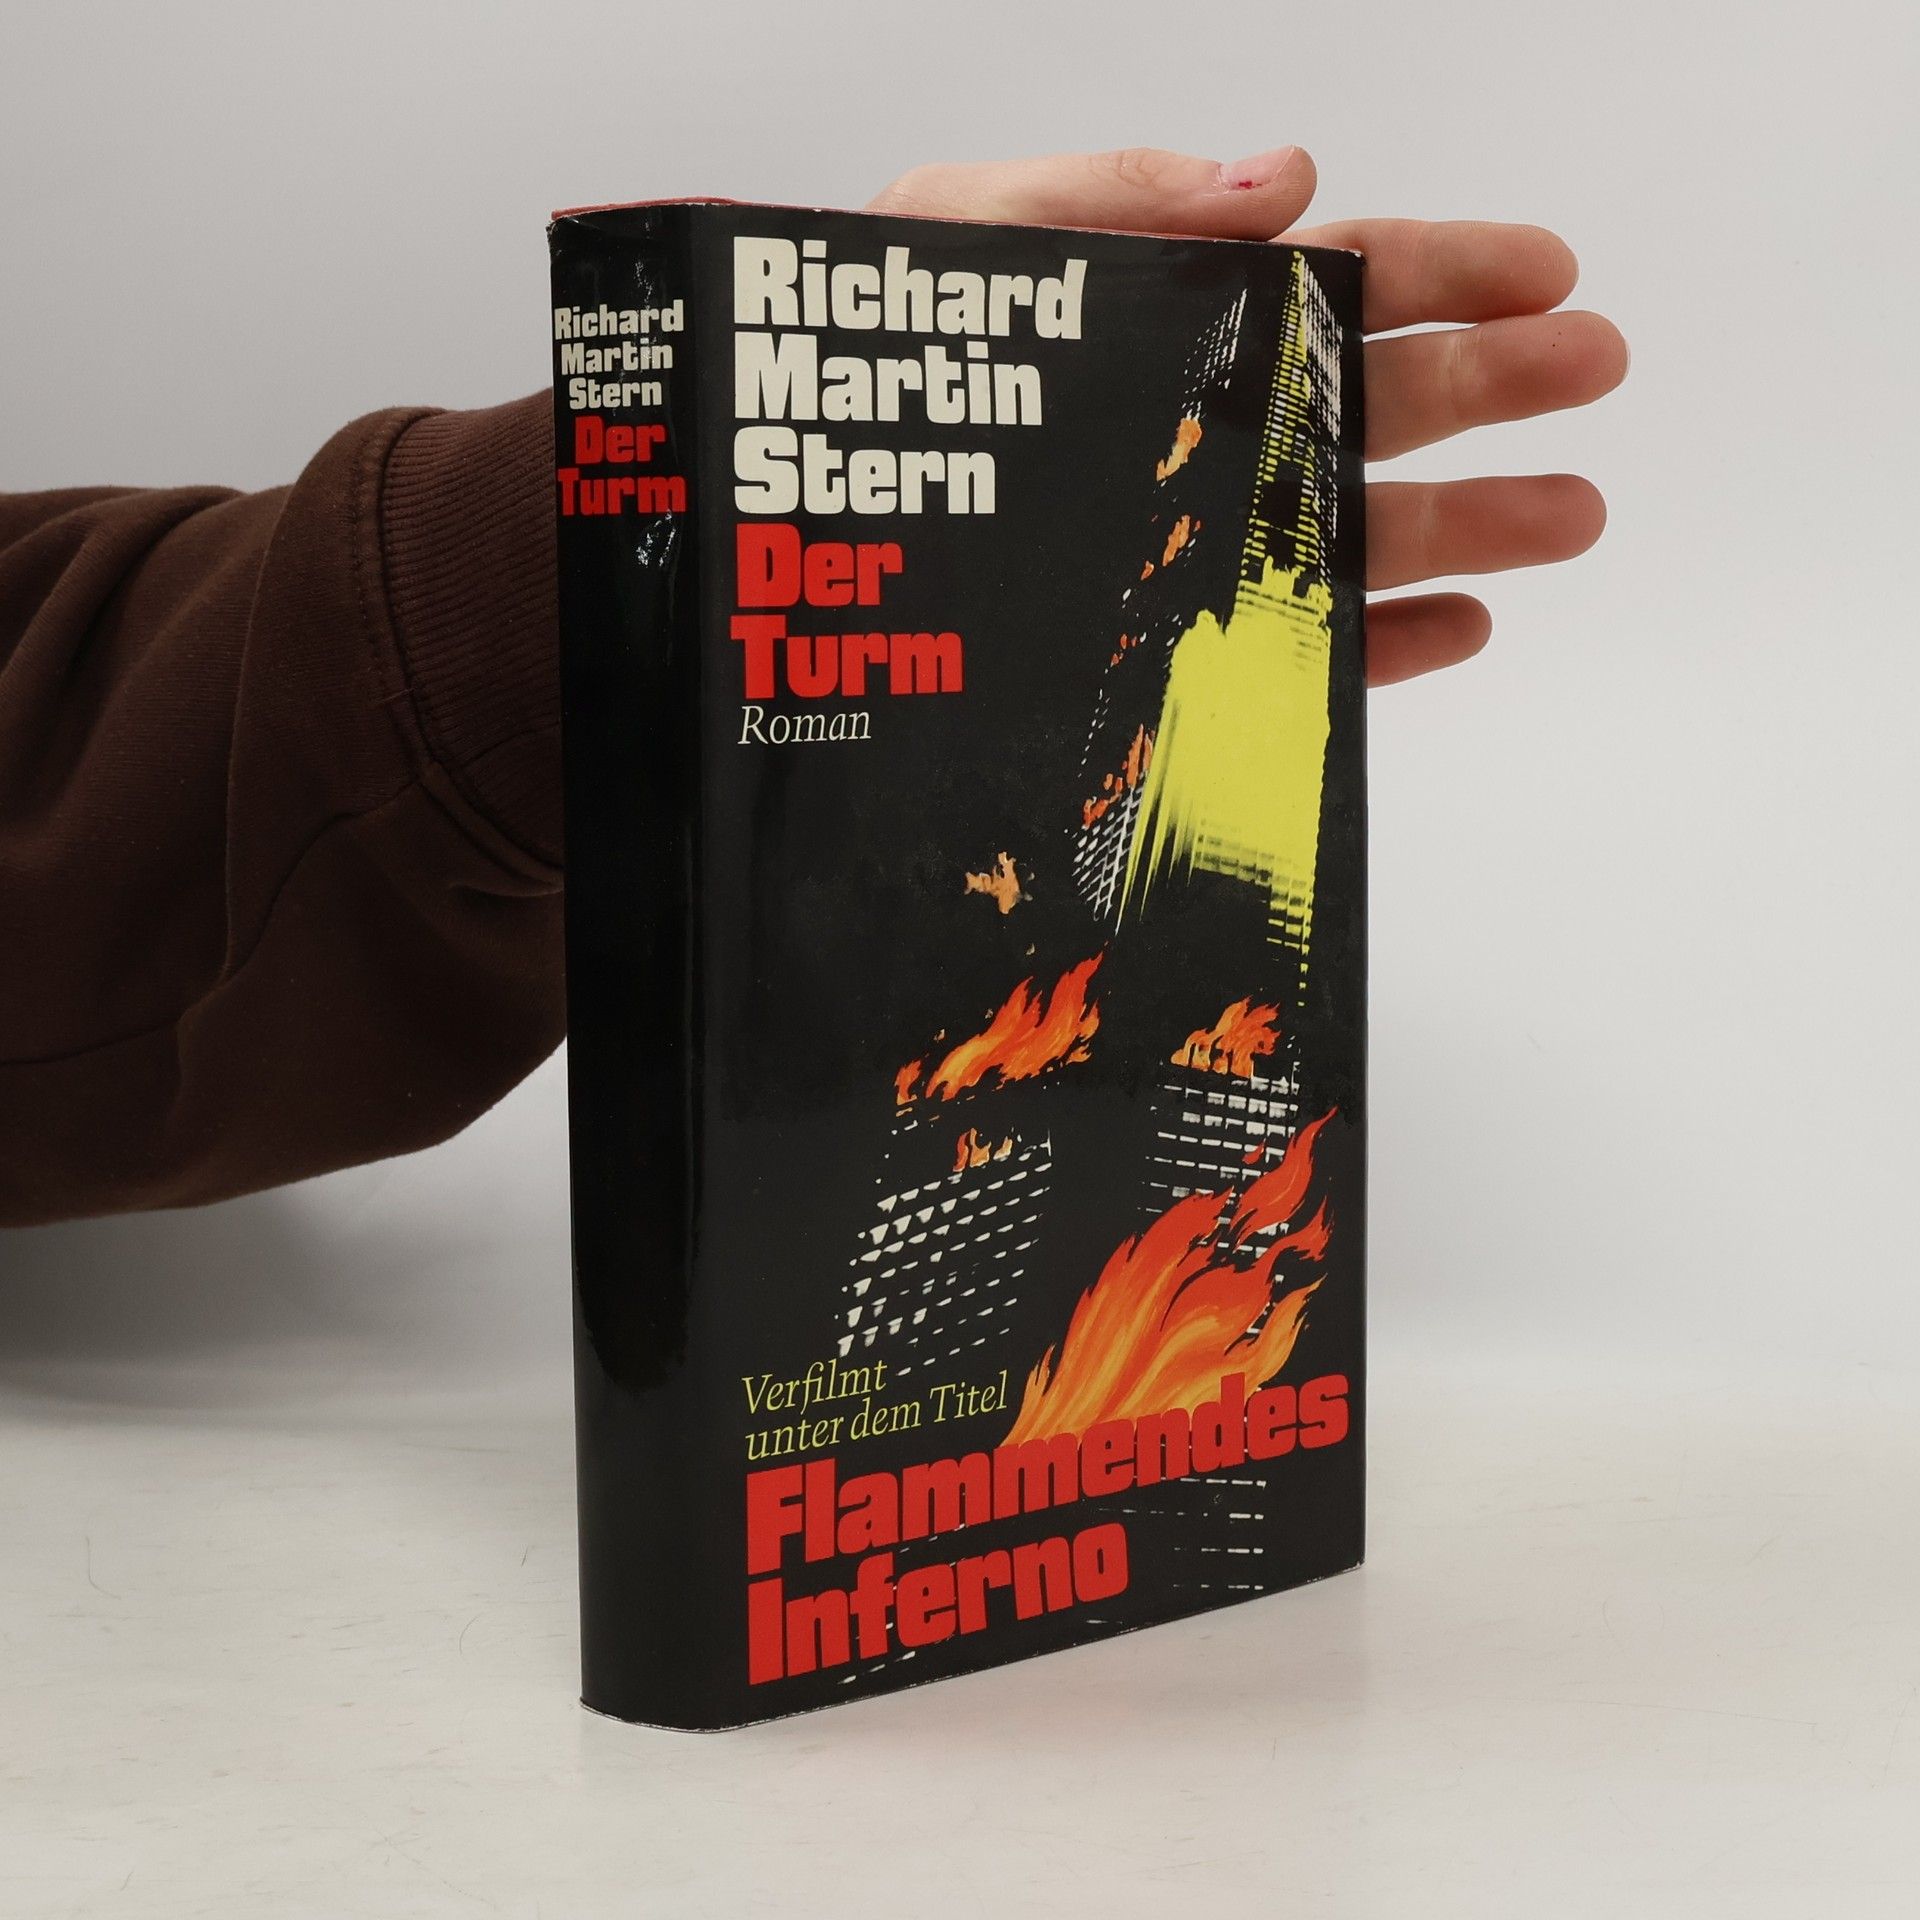 Richard
Martin
Stern
Der
Turm
Richard
Martin
Stern
Der
Turm
Roman
Verfilmt
unter dem Titel
Flammendes
Inferno